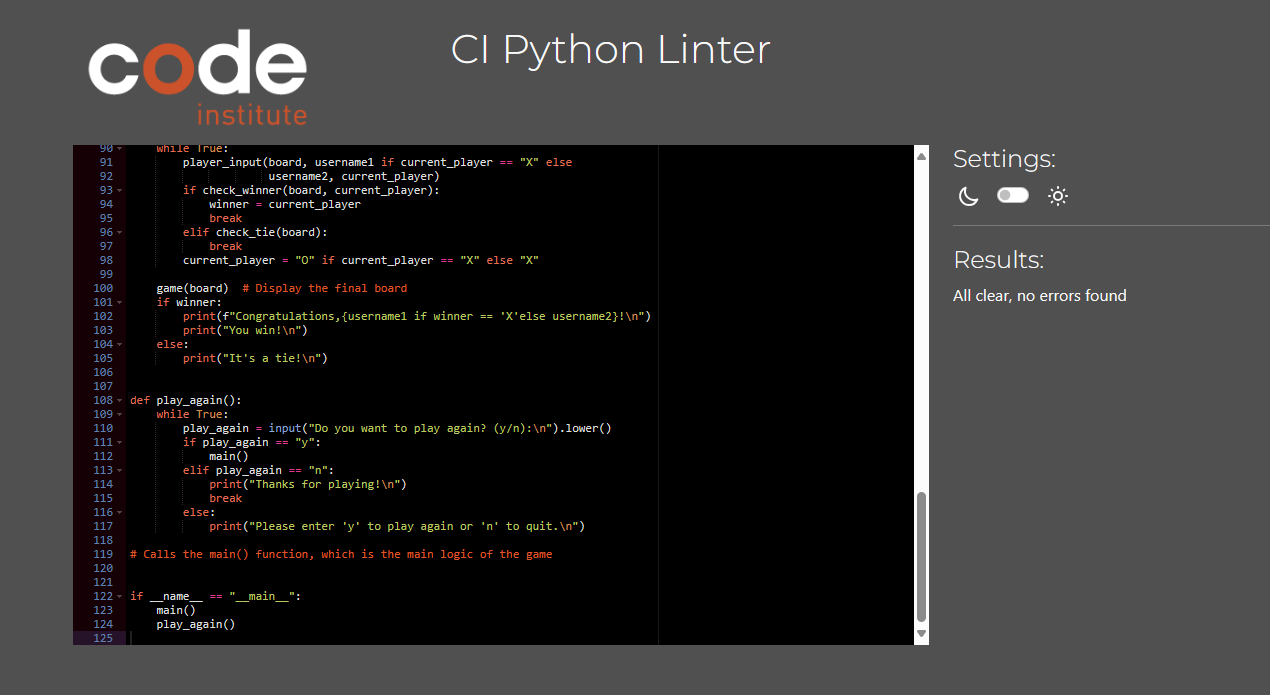 code
institute
CI Python Linter
90 while True:
91 player_input(board, username1 if current_player == "X" else
92 username2, current_player)
93 if check_winner(board, current_player):
94 winner = current_player
95 break
96 elif check_tie(board):
97 break
98 current_player = "O" if current_player == "X" else "X"
99
100 game(board)  # Display the final board
101 if winner:
102 print(f"Congratulations,{username1 if winner == 'X'else username2}!\n")
103 print("You win!\n")
104 else:
105 print("It's a tie!\n")
106
107
108 def play_again():
109 while True:
110 play_again = input("Do you want to play again? (y/n):\n").lower()
111 if play_again == "y":
112 main()
113 elif play_again == "n":
114 print("Thanks for playing!\n")
115 break
116 else:
117 print("Please enter 'y' to play again or 'n' to quit.\n")
118
119 # Calls the main() function, which is the main logic of the game
120
121
122 if __name__ == "__main__":
123 main()
124 play_again()
125
Settings:
Results:
All clear, no errors found